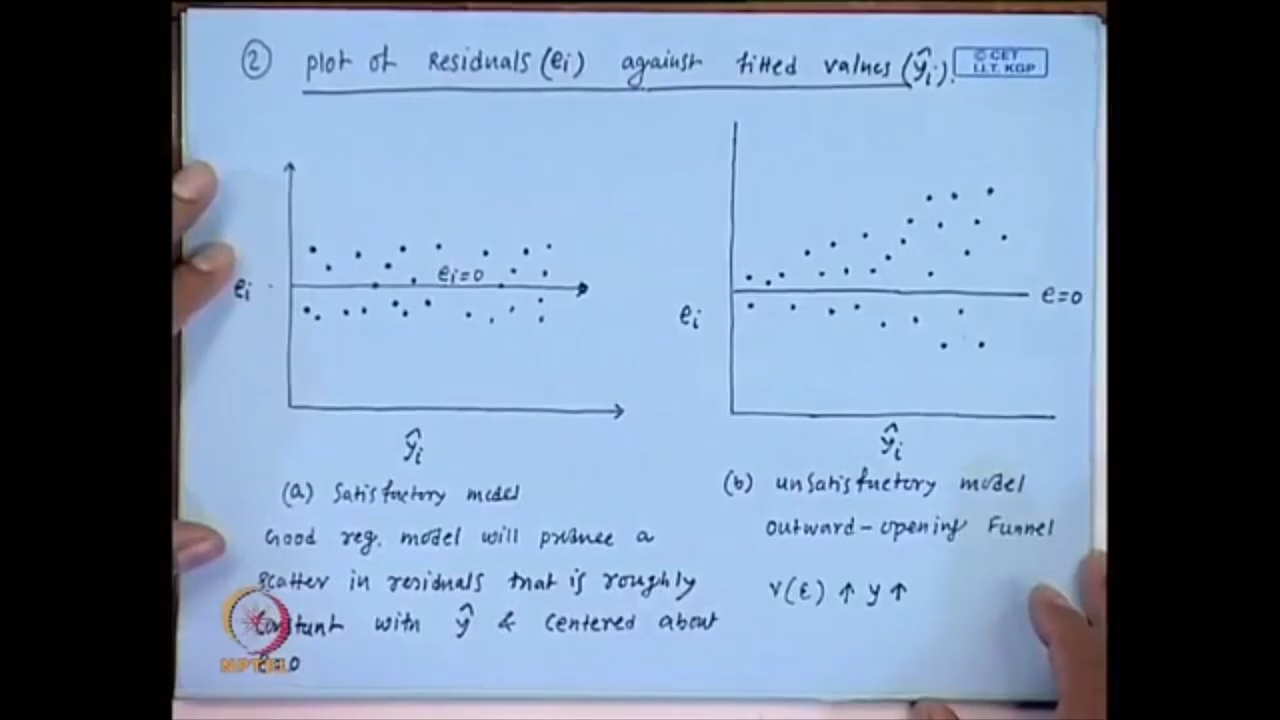 ② plot of Residuals (eᵢ) against fitted values (ŷᵢ).
© CET
I.I.T. KGP
eᵢ
eᵢ=0
ŷᵢ
(a) Satisfactory model
Good reg. model will produce a
scatter in residuals that is roughly
constant with ŷ & centered about
e=0
eᵢ
e=0
ŷᵢ
(b) unsatisfactory model
outward-opening Funnel
V(ε) ↑ y ↑
NPTEL